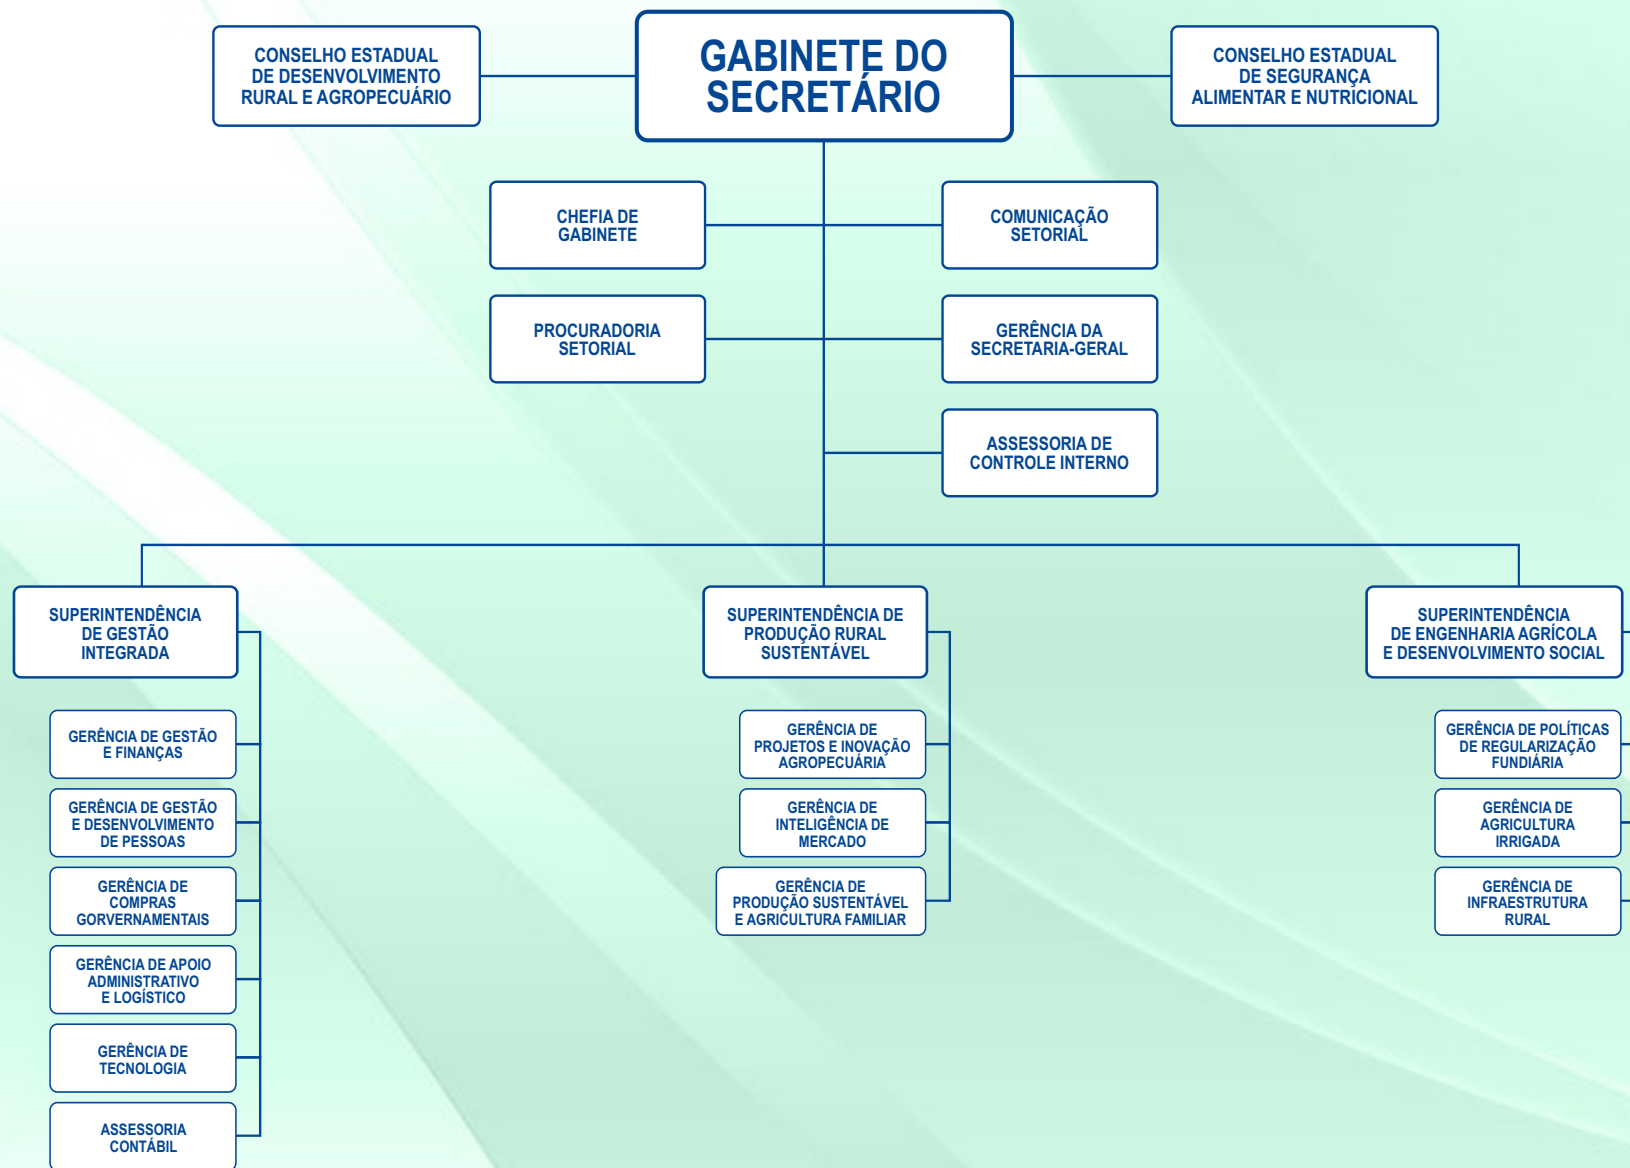 CONSELHO ESTADUAL
DE DESENVOLVIMENTO
RURAL E AGROPECUÁRIO
GABINETE DO
SECRETÁRIO
CONSELHO ESTADUAL
DE SEGURANÇA
ALIMENTAR E NUTRICIONAL
CHEFIA DE
GABINETE
COMUNICAÇÃO
SETORIAL
PROCURADORIA
SETORIAL
GERÊNCIA DA
SECRETARIA-GERAL
ASSESSORIA DE
CONTROLE INTERNO
SUPERINTENDÊNCIA
DE GESTÃO
INTEGRADA
GERÊNCIA DE GESTÃO
E FINANÇAS
GERÊNCIA DE GESTÃO
E DESENVOLVIMENTO
DE PESSOAS
GERÊNCIA DE
COMPRAS
GORVERNAMENTAIS
GERÊNCIA DE APOIO
ADMINISTRATIVO
E LOGÍSTICO
GERÊNCIA DE
TECNOLOGIA
ASSESSORIA
CONTÁBIL
SUPERINTENDÊNCIA DE
PRODUÇÃO RURAL
SUSTENTÁVEL
GERÊNCIA DE
PROJETOS E INOVAÇÃO
AGROPECUÁRIA
GERÊNCIA DE
INTELIGÊNCIA DE
MERCADO
GERÊNCIA DE
PRODUÇÃO SUSTENTÁVEL
E AGRICULTURA FAMILIAR
SUPERINTENDÊNCIA
DE ENGENHARIA AGRÍCOLA
E DESENVOLVIMENTO SOCIAL
GERÊNCIA DE POLÍTICAS
DE REGULARIZAÇÃO
FUNDIÁRIA
GERÊNCIA DE
AGRICULTURA
IRRIGADA
GERÊNCIA DE
INFRAESTRUTURA
RURAL